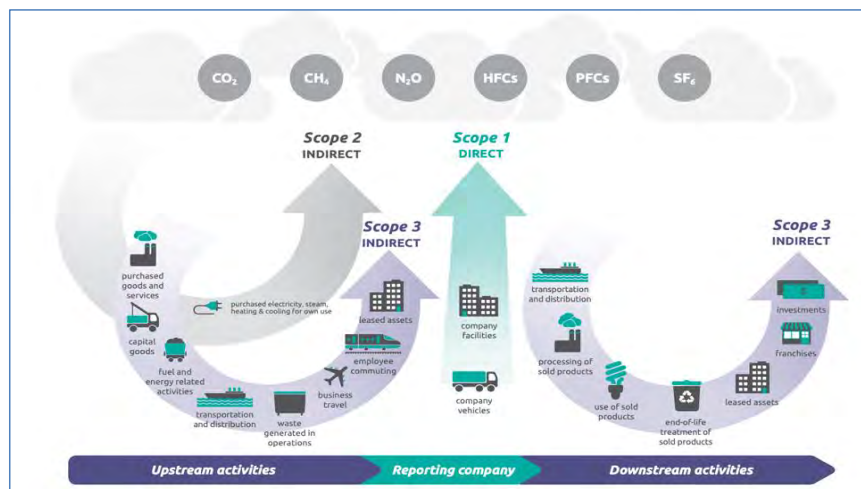 CO₂
CH₄
N₂O
HFCs
PFCs
SF₆
Scope 2
INDIRECT
Scope 1
DIRECT
Scope 3
INDIRECT
Scope 3
INDIRECT
purchased
goods and
services
capital
goods
fuel and
energy related
activities
transportation
and distribution
waste
generated in
operations
business
travel
employee
commuting
leased assets
purchased electricity, steam,
heating & cooling for own use
company
facilities
company
vehicles
transportation
and distribution
processing of
sold products
use of sold
products
end-of-life
treatment of
sold products
leased assets
franchises
investments
$
Upstream activities
Reporting company
Downstream activities